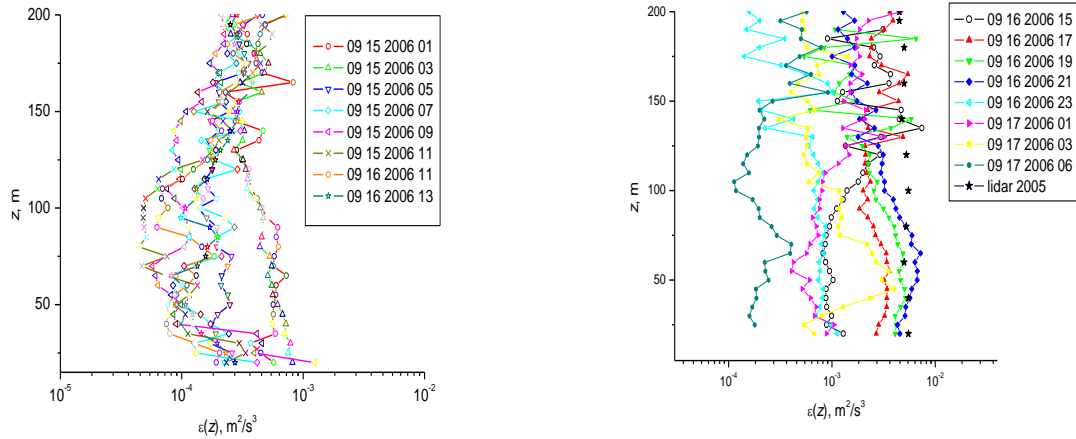 200
150
100
50
z, m
10-5
10-4
10-3
10-2
ε(z), m2/s3
09 15 2006 01
09 15 2006 03
09 15 2006 05
09 15 2006 07
09 15 2006 09
09 15 2006 11
09 16 2006 11
09 16 2006 13
200
150
100
50
z, m
10-4
10-3
10-2
ε(z), m2/s3
09 16 2006 15
09 16 2006 17
09 16 2006 19
09 16 2006 21
09 16 2006 23
09 17 2006 01
09 17 2006 03
09 17 2006 06
lidar 2005